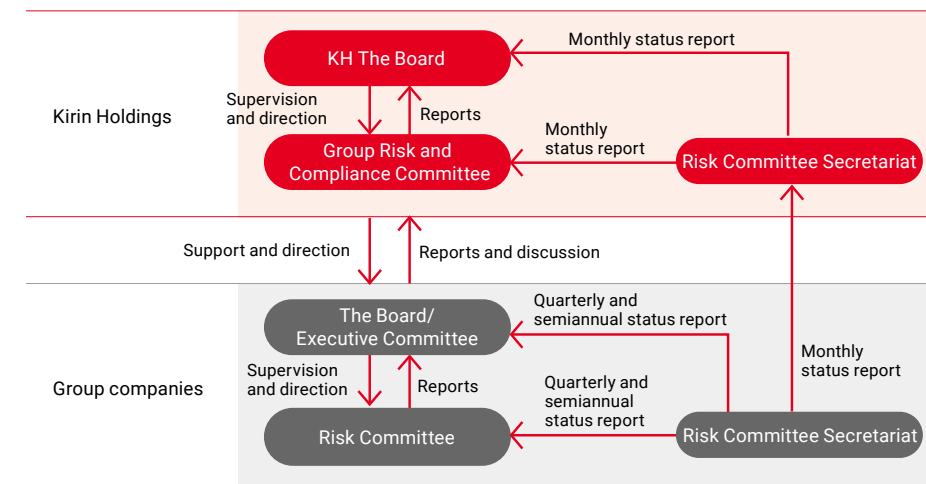 Kirin Holdings
KH The Board
Monthly status report
Supervision
and direction
Reports
Monthly
status report
Group Risk and
Compliance Committee
Risk Committee Secretariat
Support and direction
Reports and discussion
Group companies
The Board/
Executive Committee
Quarterly and
semiannual status report
Monthly
status report
Supervision
and direction
Reports
Quarterly and
semiannual
status report
Risk Committee
Risk Committee Secretariat